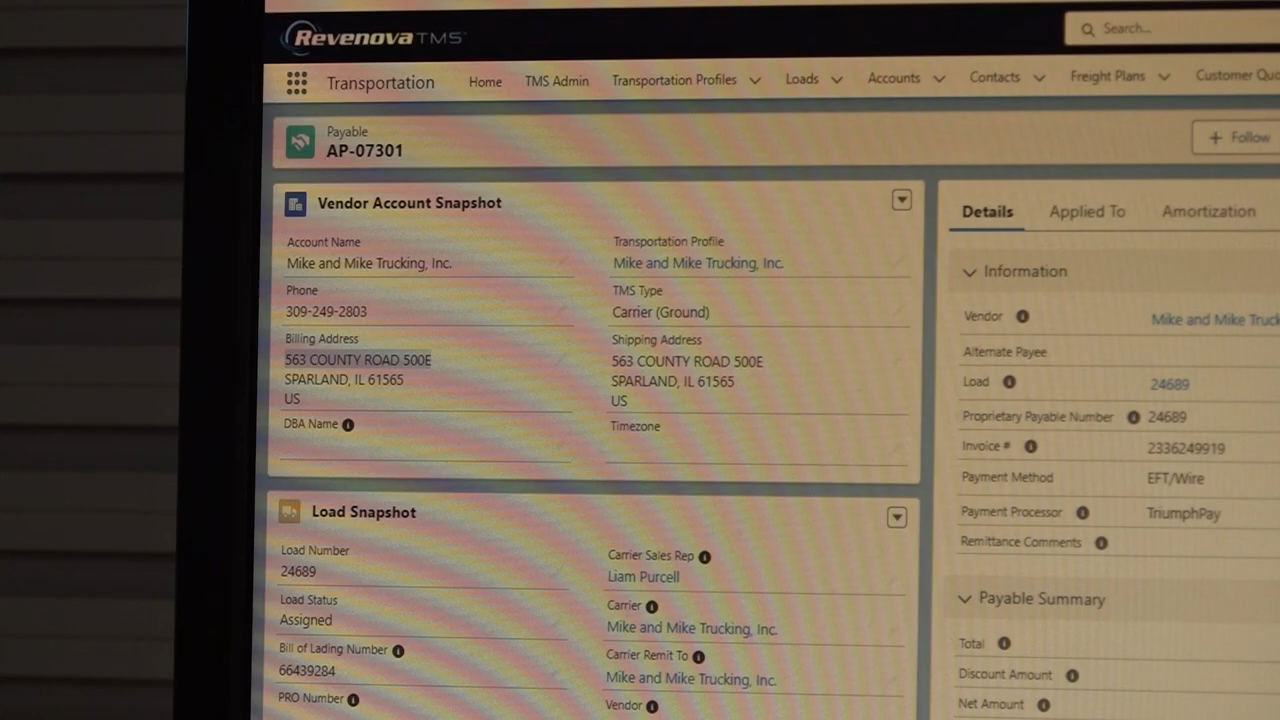 Revenova TMS
Search...
Transportation
Home
TMS Admin
Transportation Profiles
Loads
Accounts
Contacts
Freight Plans
Customer
Payable
AP-07301
+ Follow
Vendor Account Snapshot
Account Name
Mike and Mike Trucking, Inc.
Transportation Profile
Mike and Mike Trucking, Inc.
Phone
309-249-2803
TMS Type
Carrier (Ground)
Billing Address
563 COUNTY ROAD 500E
SPARLAND, IL 61565
US
Shipping Address
563 COUNTY ROAD 500E
SPARLAND, IL 61565
US
DBA Name
Timezone
Load Snapshot
Load Number
24689
Carrier Sales Rep
Liam Purcell
Load Status
Assigned
Carrier
Mike and Mike Trucking, Inc.
Bill of Lading Number
66439284
Carrier Remit To
Mike and Mike Trucking, Inc.
PRO Number
Vendor
Details
Applied To
Amortization
Information
Vendor
Mike and Mike
Alternate Payee
Load
24689
Proprietary Payable Number
24689
Invoice #
2336249919
Payment Method
EFT/Wire
Payment Processor
TriumphPay
Remittance Comments
Payable Summary
Total
Discount Amount
Net Amount